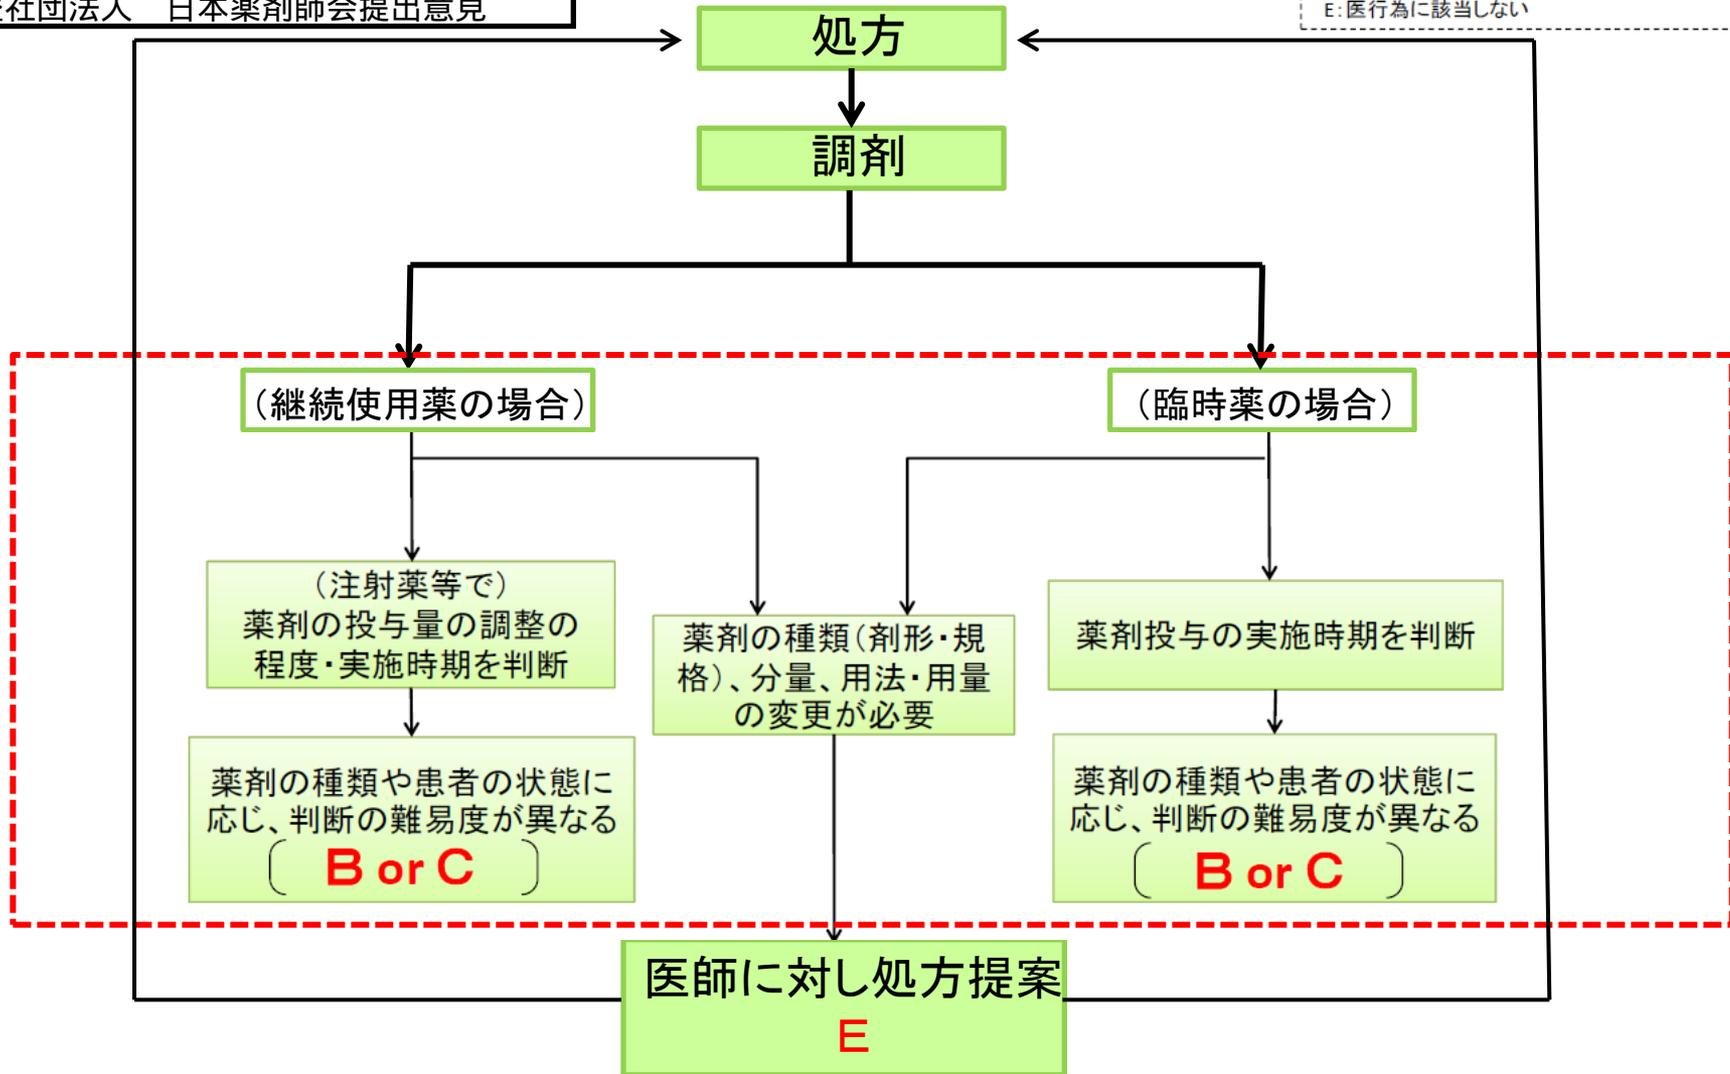 社団法人　日本薬剤師会提出意見
E：医行為に該当しない
処方
調剤
（継続使用薬の場合）
（臨時薬の場合）
（注射薬等で）
薬剤の投与量の調整の
程度・実施時期を判断
薬剤の種類（剤形・規
格）、分量、用法・用量
の変更が必要
薬剤投与の実施時期を判断
薬剤の種類や患者の状態に
応じ、判断の難易度が異なる
〔　B or C　〕
薬剤の種類や患者の状態に
応じ、判断の難易度が異なる
〔　B or C　〕
医師に対し処方提案
E